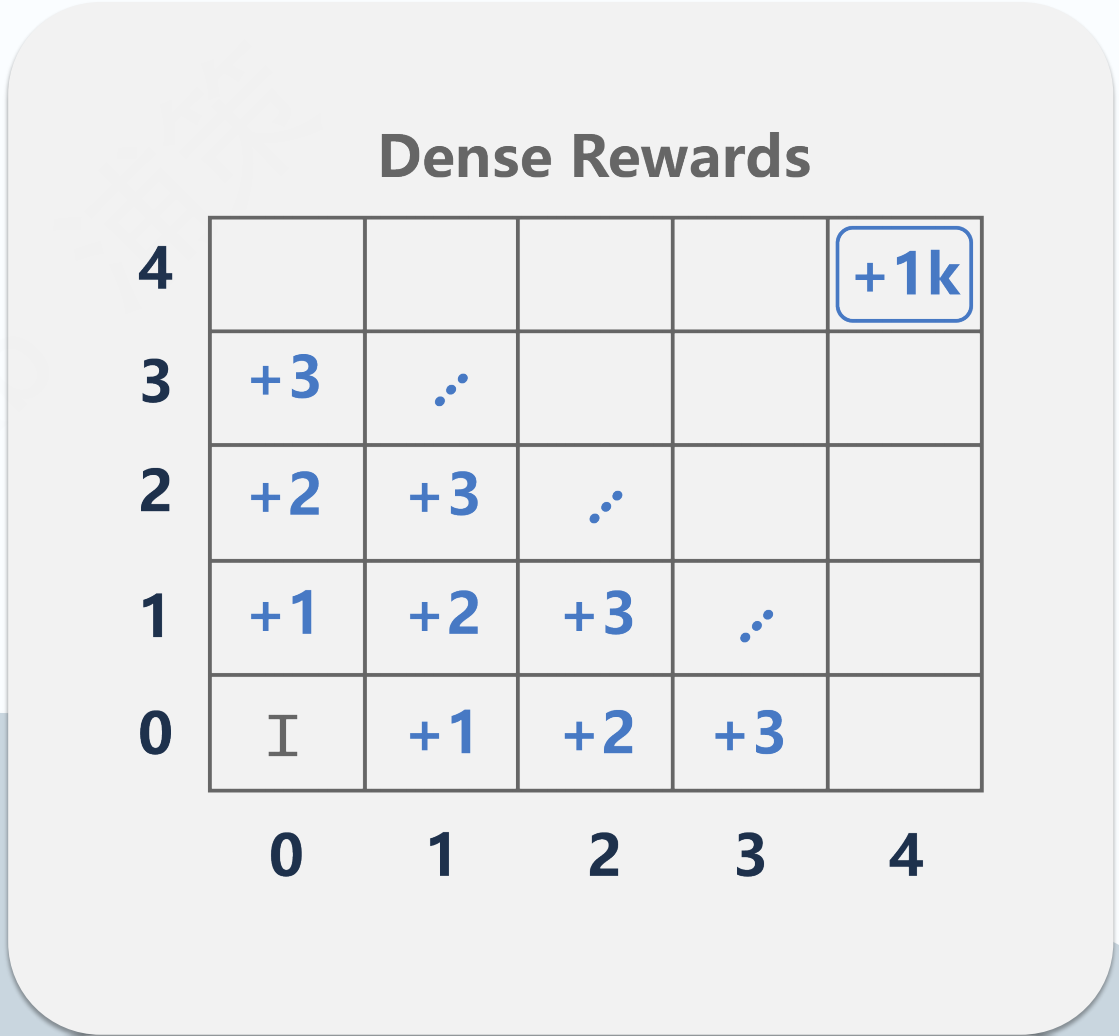 Dense Rewards
4 +1k
3 +3 ⋰
2 +2 +3 ⋰
1 +1 +2 +3 ⋰
0 I +1 +2 +3
0 1 2 3 4